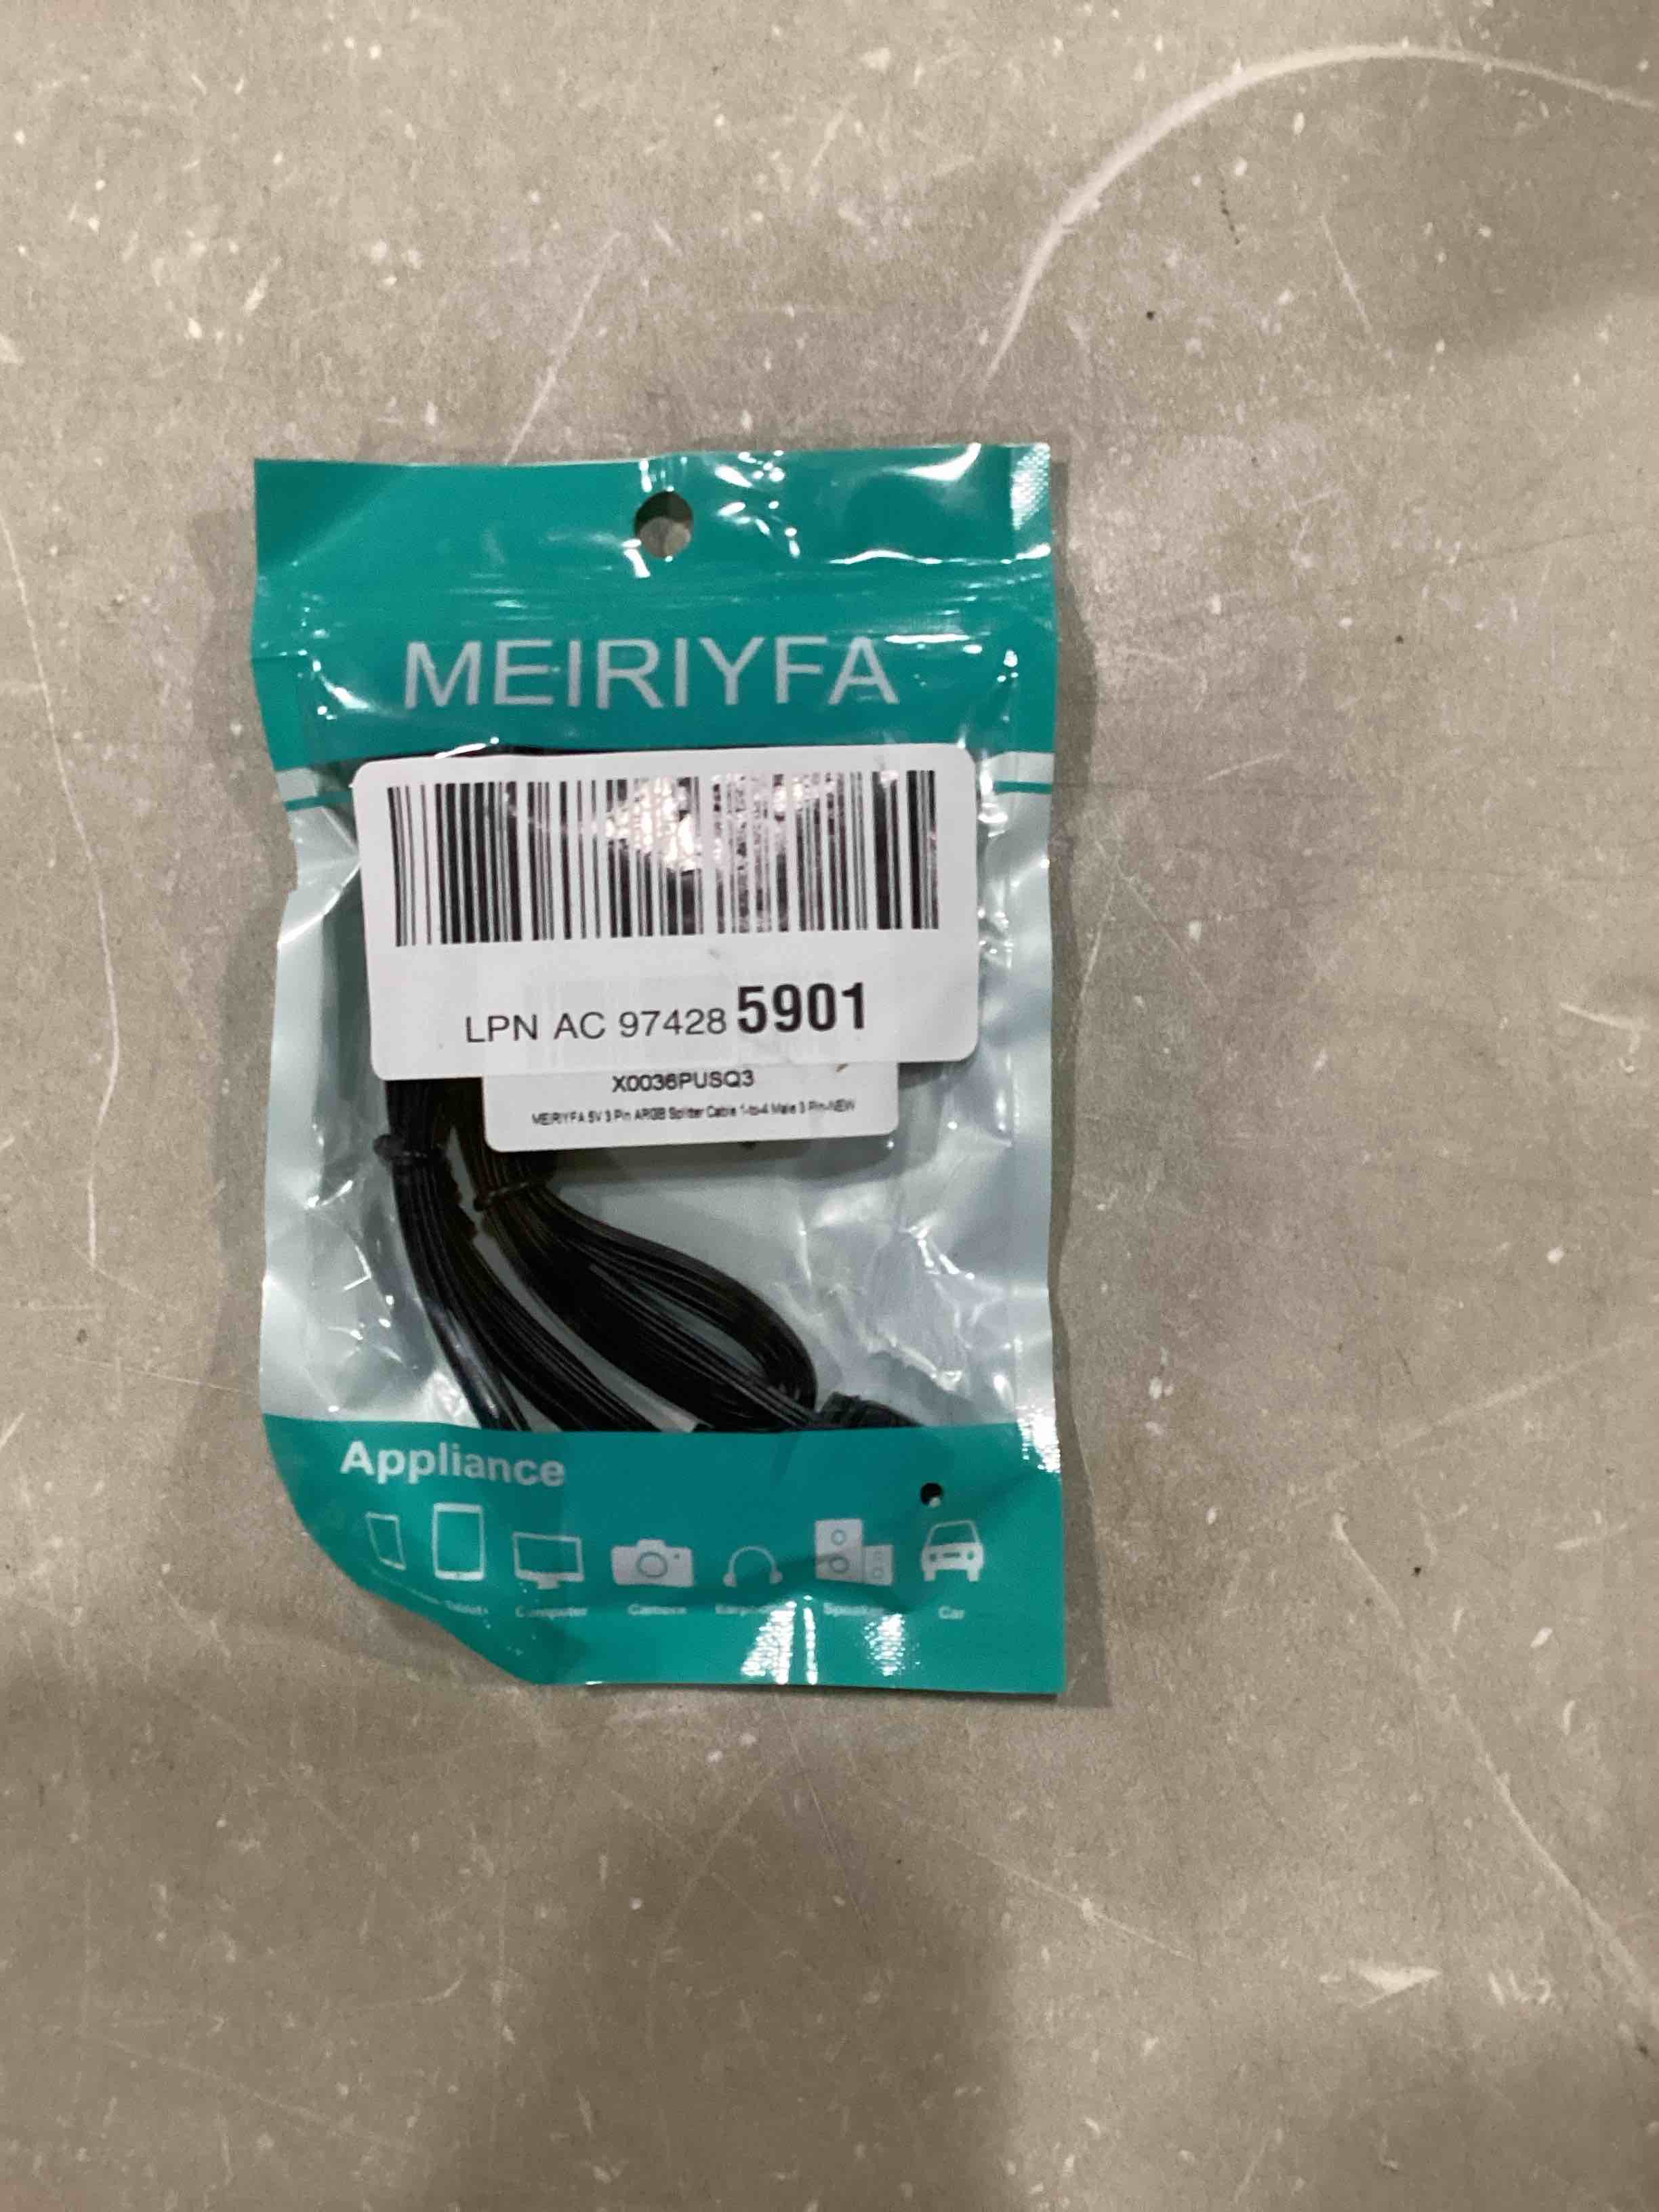 MEIRIYFA
LPN AC 97428 5901
X0036PUSQ3
MEIRIYFA 5V 3 Pin ARGB Splitter Cable 1-to-4 Male 3 Pin-NEW
Appliance
Tablet Computer Camera Car